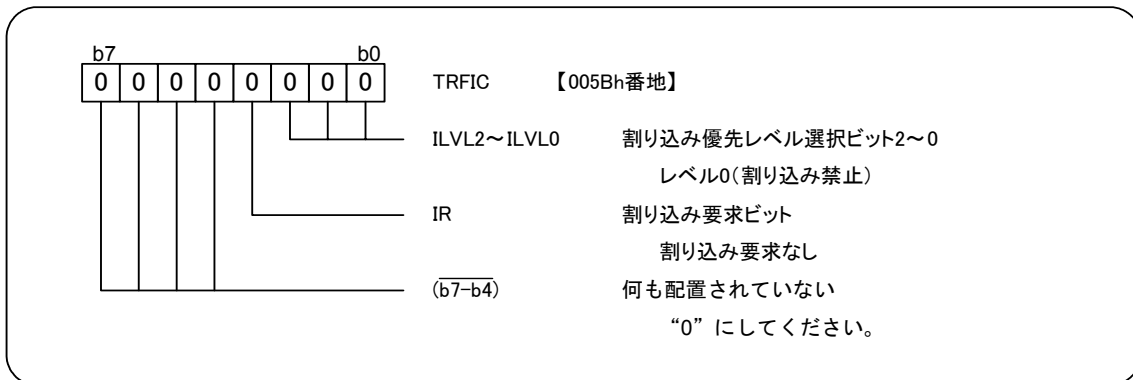 b7 b0
0 0 0 0 0 0 0 0 TRFIC 【005Bh番地】
ILVL2～ILVL0 割り込み優先レベル選択ビット2～0
レベル0(割り込み禁止)
IR 割り込み要求ビット
割り込み要求なし
(b7-b4) 何も配置されていない
“0” にしてください。